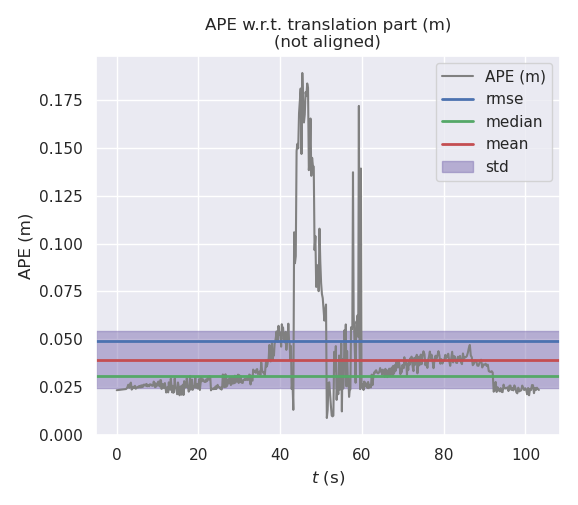 APE w.r.t. translation part (m)
(not aligned)
APE (m)
rmse
median
mean
std
APE (m)
0.175
0.150
0.125
0.100
0.075
0.050
0.025
0.000
0 20 40 60 80 100
t (s)